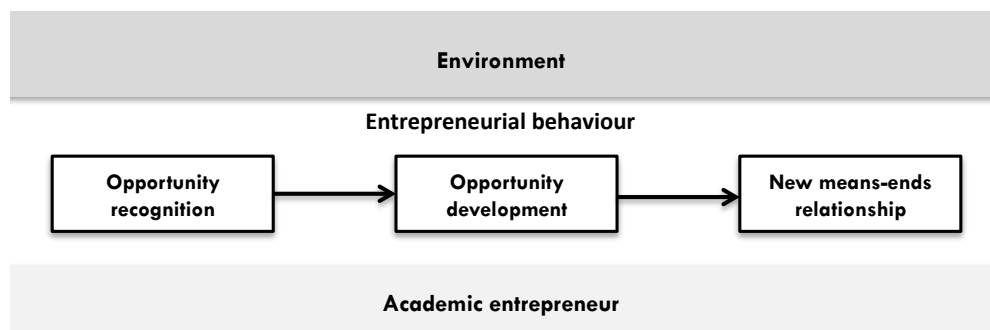 Environment
Entrepreneurial behaviour
Opportunity
recognition
Opportunity
development
New means-ends
relationship
Academic entrepreneur